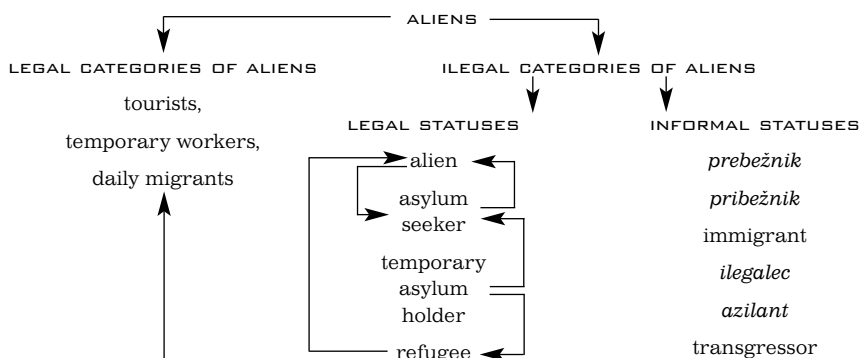 ALIENS
LEGAL CATEGORIES OF ALIENS
tourists,
temporary workers,
daily migrants
ILEGAL CATEGORIES OF ALIENS
LEGAL STATUSES
alien
asylum
seeker
temporary
asylum
holder
refugee
INFORMAL STATUSES
prebežnik
pribežnik
immigrant
ilegalec
azilant
transgressor